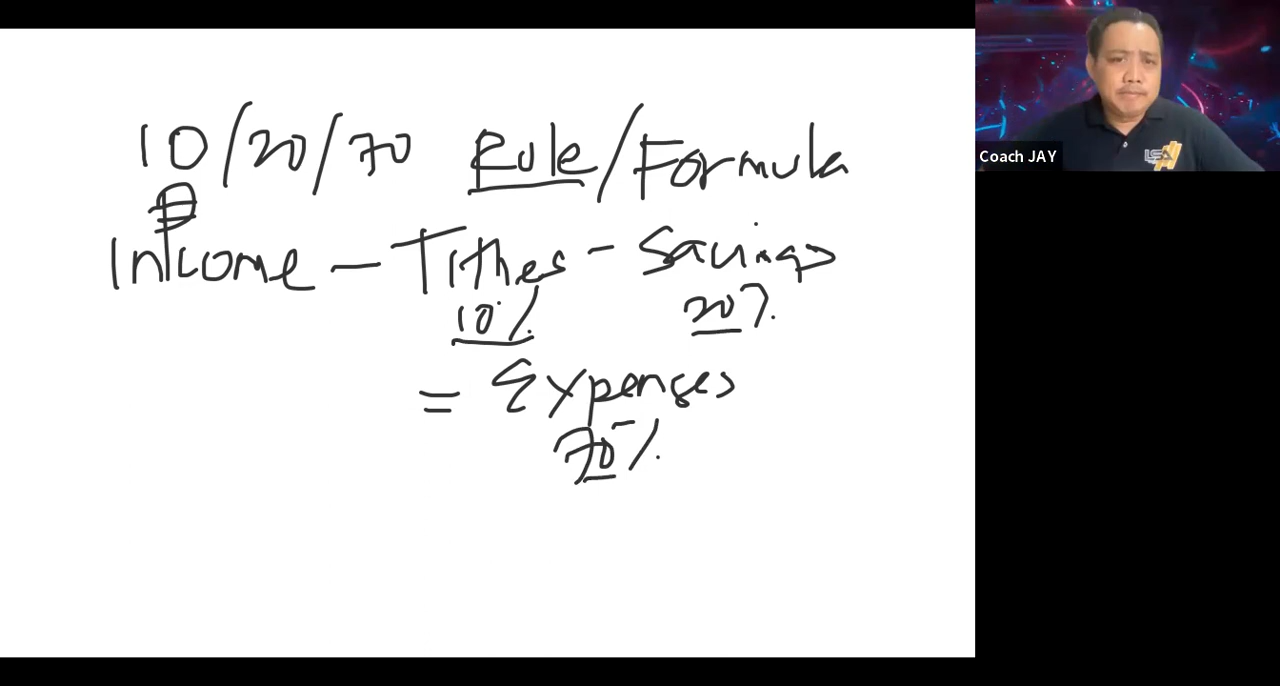 10/20/70 Rule/Formula
Income - Tithes - Savings
10% 20%
= Expenses
70%
Coach JAY